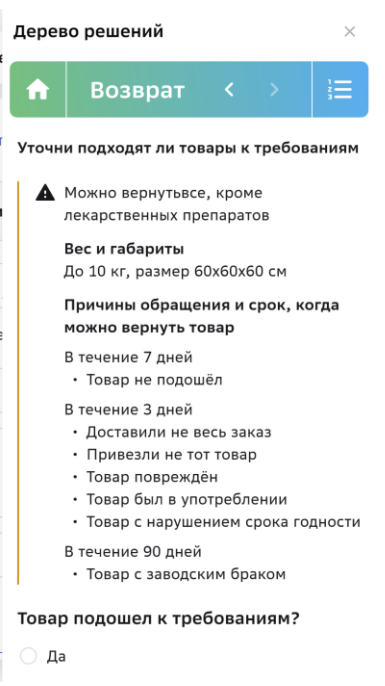 Дерево решений
Возврат
Уточни подходят ли товары к требованиям
Можно вернутьвсе, кроме
лекарственных препаратов
Вес и габариты
До 10 кг, размер 60х60х60 см
Причины обращения и срок, когда
можно вернуть товар
В течение 7 дней
• Товар не подошёл
В течение 3 дней
• Доставили не весь заказ
• Привезли не тот товар
• Товар повреждён
• Товар был в употреблении
• Товар с нарушением срока годности
В течение 90 дней
• Товар с заводским браком
Товар подошел к требованиям?
Да